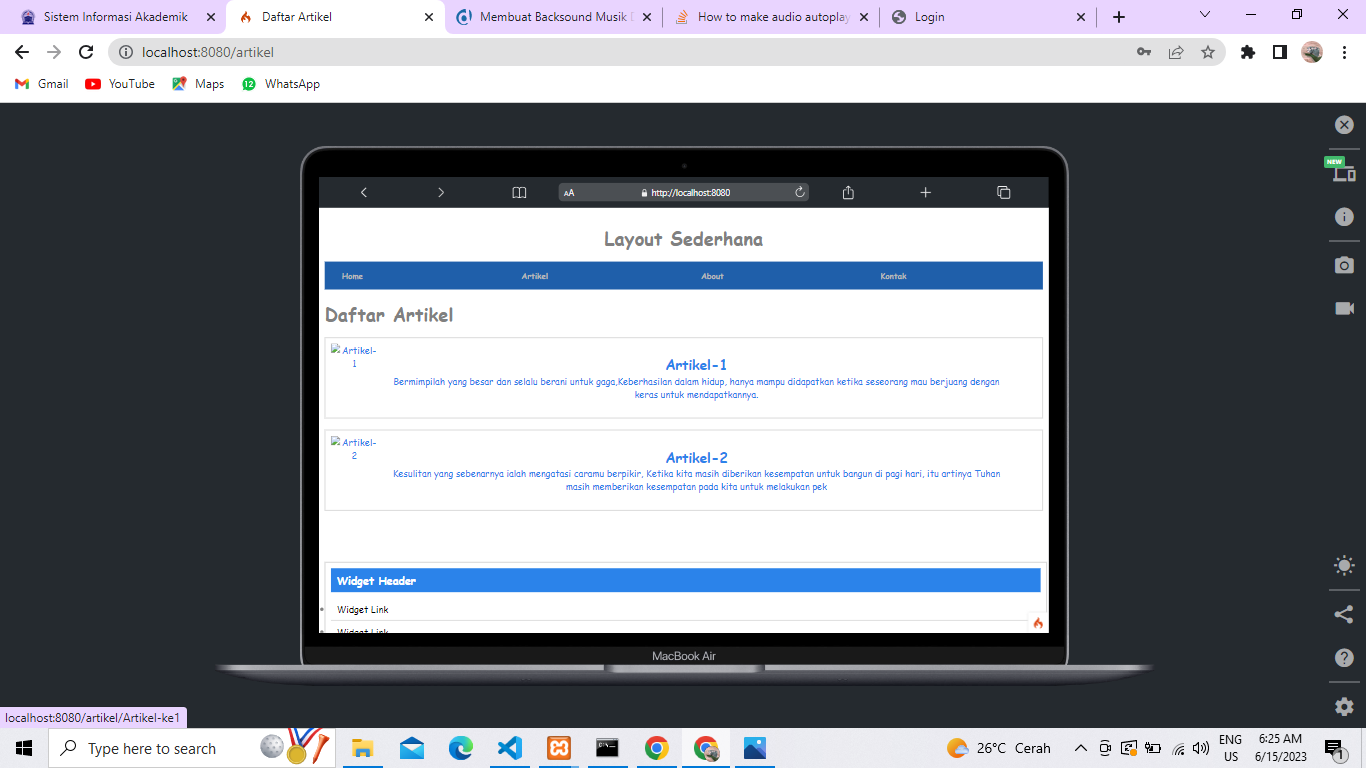 Sistem Informasi Akademik
Daftar Artikel
Membuat Backsound Musik
How to make audio autoplay
Login
localhost:8080/artikel
Gmail
YouTube
Maps
12
WhatsApp
NEW
AA
http://localhost:8080
Layout Sederhana
Home Artikel About Kontak
Daftar Artikel
Artikel-
1
Artikel-1
Bermimpilah yang besar dan selalu berani untuk gaga,Keberhasilan dalam hidup, hanya mampu didapatkan ketika seseorang mau berjuang dengan
keras untuk mendapatkannya.
Artikel-
2
Artikel-2
Kesulitan yang sebenarnya ialah mengatasi caramu berpikir, Ketika kita masih diberikan kesempatan untuk bangun di pagi hari, itu artinya Tuhan
masih memberikan kesempatan pada kita untuk melakukan pek
Widget Header
Widget Link
Widget Link
MacBook Air
localhost:8080/artikel/Artikel-ke1
Type here to search
26°C Cerah
ENG
US
6:25 AM
6/15/2023
1